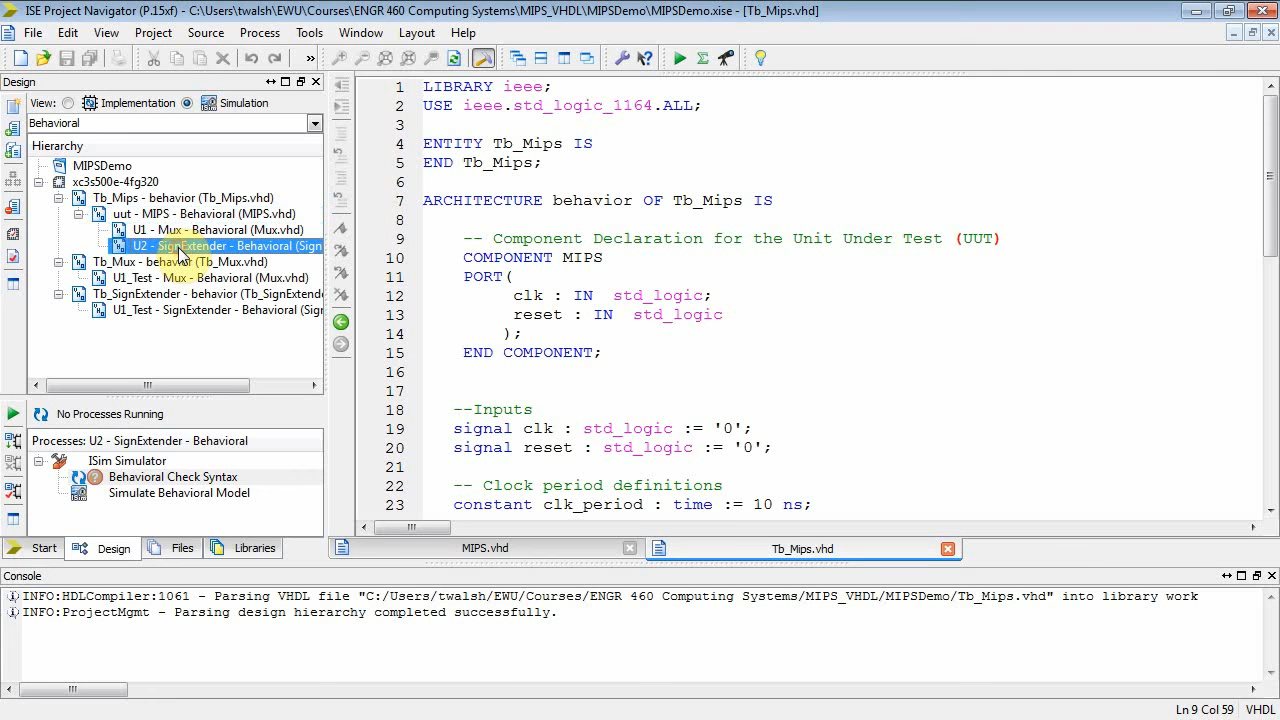 ISE Project Navigator (P.15xf) - C:\Users\twalsh\EWU\Courses\ENGR 460 Computing Systems\MIPS_VHDL\MIPSDemo\MIPSDemo.xise - [Tb_Mips.vhd]
File Edit View Project Source Process Tools Window Layout Help
Design
View: Implementation Simulation
Behavioral
Hierarchy
MIPSDemo
xc3s500e-4fg320
Tb_Mips - behavior (Tb_Mips.vhd)
uut - MIPS - Behavioral (MIPS.vhd)
U1 - Mux - Behavioral (Mux.vhd)
U2 - SignExtender - Behavioral (Sign
Tb_Mux - behavior (Tb_Mux.vhd)
U1_Test - Mux - Behavioral (Mux.vhd)
Tb_SignExtender - behavior (Tb_SignExtende
U1_Test - SignExtender - Behavioral (Sig
No Processes Running
Processes: U2 - SignExtender - Behavioral
ISim Simulator
Behavioral Check Syntax
Simulate Behavioral Model
Start Design Files Libraries
1 LIBRARY ieee;
2 USE ieee.std_logic_1164.ALL;
3
4 ENTITY Tb_Mips IS
5 END Tb_Mips;
6
7 ARCHITECTURE behavior OF Tb_Mips IS
8
9 -- Component Declaration for the Unit Under Test (UUT)
10 COMPONENT MIPS
11 PORT(
12 clk : IN std_logic;
13 reset : IN std_logic
14 );
15 END COMPONENT;
16
17
18 --Inputs
19 signal clk : std_logic := '0';
20 signal reset : std_logic := '0';
21
22 -- Clock period definitions
23 constant clk_period : time := 10 ns;
MIPS.vhd Tb_Mips.vhd
Console
INFO:HDLCompiler:1061 - Parsing VHDL file "C:/Users/twalsh/EWU/Courses/ENGR 460 Computing Systems/MIPS_VHDL/MIPSDemo/Tb_Mips.vhd" into library work
INFO:ProjectMgmt - Parsing design hierarchy completed successfully.
Ln 9 Col 59 VHDL